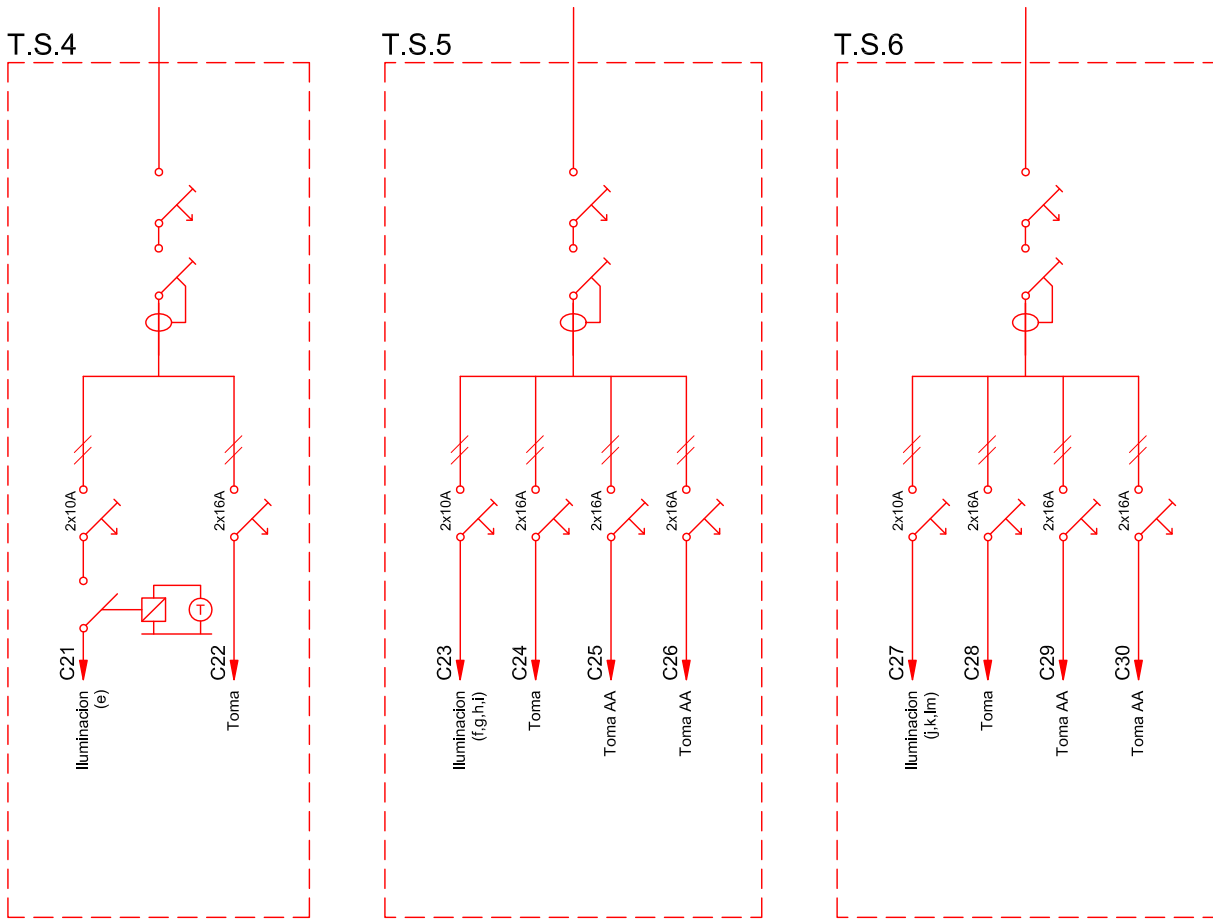 T.S.4
T.S.5
T.S.6
2x10A
2x16A
2x10A
2x16A
2x16A
2x16A
2x10A
2x16A
2x16A
2x16A
T
C21
C22
C23
C24
C25
C26
C27
C28
C29
C30
Iluminacion
(e)
Toma
Iluminacion
(f,g,h,i)
Toma
Toma AA
Toma AA
Iluminacion
(j,k,lm)
Toma
Toma AA
Toma AA